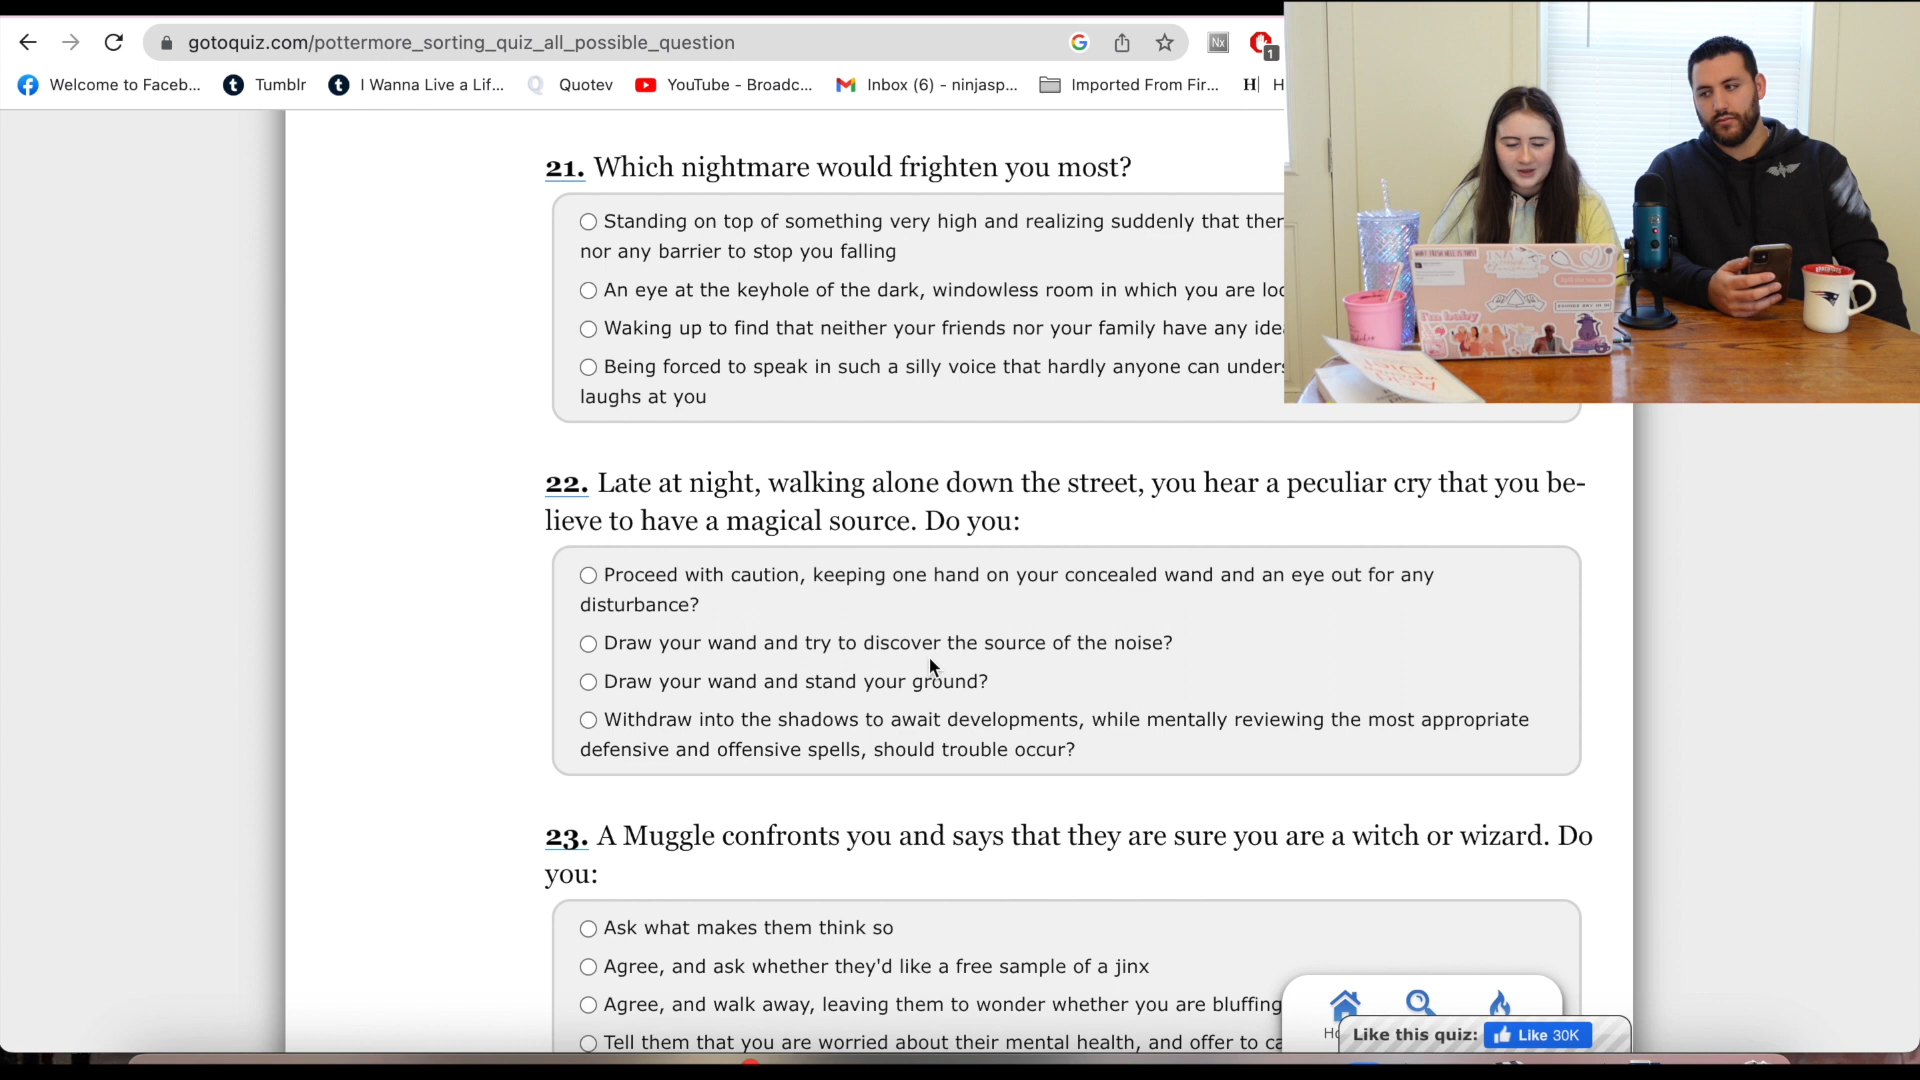 gotoquiz.com/pottermore_sorting_quiz_all_possible_question
Nx
1
Welcome to Faceb...
Tumblr
I Wanna Live a Lif...
Quotev
YouTube - Broadc...
Inbox (6) - ninjasp...
Imported From Fir...
H
21. Which nightmare would frighten you most?
Standing on top of something very high and realizing suddenly that ther
nor any barrier to stop you falling
An eye at the keyhole of the dark, windowless room in which you are loc
Waking up to find that neither your friends nor your family have any ide
Being forced to speak in such a silly voice that hardly anyone can unders
laughs at you
22. Late at night, walking alone down the street, you hear a peculiar cry that you be-
lieve to have a magical source. Do you:
Proceed with caution, keeping one hand on your concealed wand and an eye out for any
disturbance?
Draw your wand and try to discover the source of the noise?
Draw your wand and stand your ground?
Withdraw into the shadows to await developments, while mentally reviewing the most appropriate
defensive and offensive spells, should trouble occur?
23. A Muggle confronts you and says that they are sure you are a witch or wizard. Do
you:
Ask what makes them think so
Agree, and ask whether they'd like a free sample of a jinx
Agree, and walk away, leaving them to wonder whether you are bluffing
Tell them that you are worried about their mental health, and offer to ca
Like this quiz:
Like 30K
I'm baby